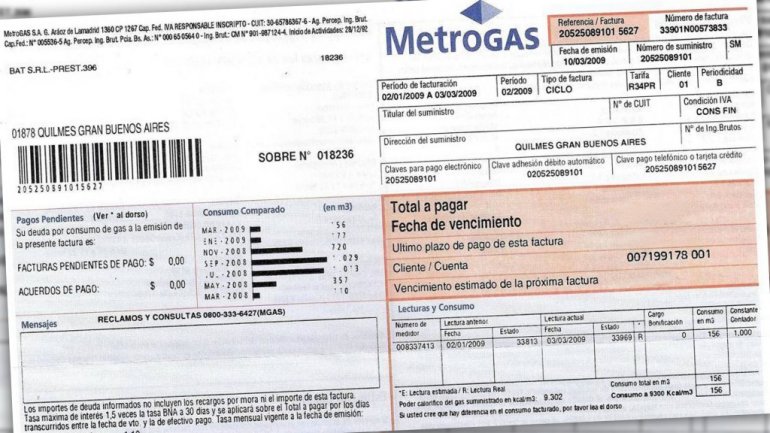 MetroGAS S.A. G. Aráoz de Lamadrid 1360 CP 1267 Cap. Fed. IVA RESPONSABLE INSCRIPTO - CUIT: 30-65786367-6 - Ag. Percep. Ing. Brut.
Cap.Fed.: N° 005536-5 Ag. Percep. Ing. Brut. Pcia. Bs. As.: N° 000 65 0564 0 - Ing. Brut.: CM N° 901-987124-4. Inicio de Actividades: 28/12/92
18236
BAT S.R.L.-PREST.396
01878 QUILMES GRAN BUENOS AIRES
SOBRE N° 018236
205250891015627
MetroGAS
Referencia / Factura
20525089101 5627
Número de factura
33901N00573833
Fecha de emisión
10/03/2009
Número de suministro
20525089101
SM
Período de facturación
02/01/2009 A 03/03/2009
Período
02/2009
Tipo de factura
CICLO
Tarifa
R34PR
Cliente
01
Periodicidad
B
Titular del suministro
N° de CUIT
Condición IVA
CONS FIN
Dirección del suministro
QUILMES GRAN BUENOS AIRES
N° de Ing.Brutos
Claves para pago electrónico
20525089101
Clave adhesión débito automático
020525089101
Clave pago telefónico o tarjeta crédito
205250891015627
Pagos Pendientes (Ver * al dorso)
Su deuda por consumo de gas a la emisión de
la presente factura es:
FACTURAS PENDIENTES DE PAGO: $ 0,00
ACUERDOS DE PAGO: $ 0,00
Consumo Comparado (en m3)
MAR-2009 156
ENE-2009 177
NOV-2008 720
SEP-2008 1.029
JUL-2008 1.013
MAY-2008 357
MAR-2008 110
Total a pagar
Fecha de vencimiento
Ultimo plazo de pago de esta factura
Cliente / Cuenta 007199178 001
Vencimiento estimado de la próxima factura
RECLAMOS Y CONSULTAS 0800-333-6427(MGAS)
Mensajes
Los importes de deuda informados no incluyen los recargos por mora ni el importe de esta factura.
Tasa máxima de interés 1,5 veces la tasa BNA a 30 días y se aplicará sobre el Total a pagar por los días
transcurridos entre la fecha de vto. y la de efectivo pago. Tasa mensual vigente a la fecha de emisión:
Lecturas y Consumo
Número de medidor
Lectura anterior
Fecha Estado
Lectura actual
Fecha Estado *
Cargo Bonificación
Consumo en m3
Constante Contador
008337413 02/01/2009 33813 03/03/2009 33969 R 0 156 1,000
*E: Lectura estimada / R: Lectura Real
Consumo total en m3 156
Consumo a 9300 Kcal/m3 156
Poder calorífico del gas suministrado en kcal/m3: 9.302
Si usted cree que hay diferencia en el consumo facturado, por favor lea el dorso